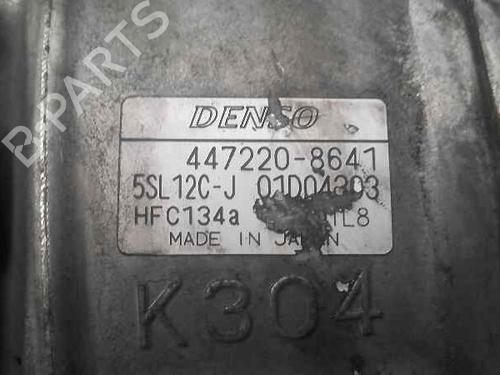 B-PARTS
DENSO
447220-8641
5SL12C-J 01D04303
HFC134a
MADE IN JAPAN
K304